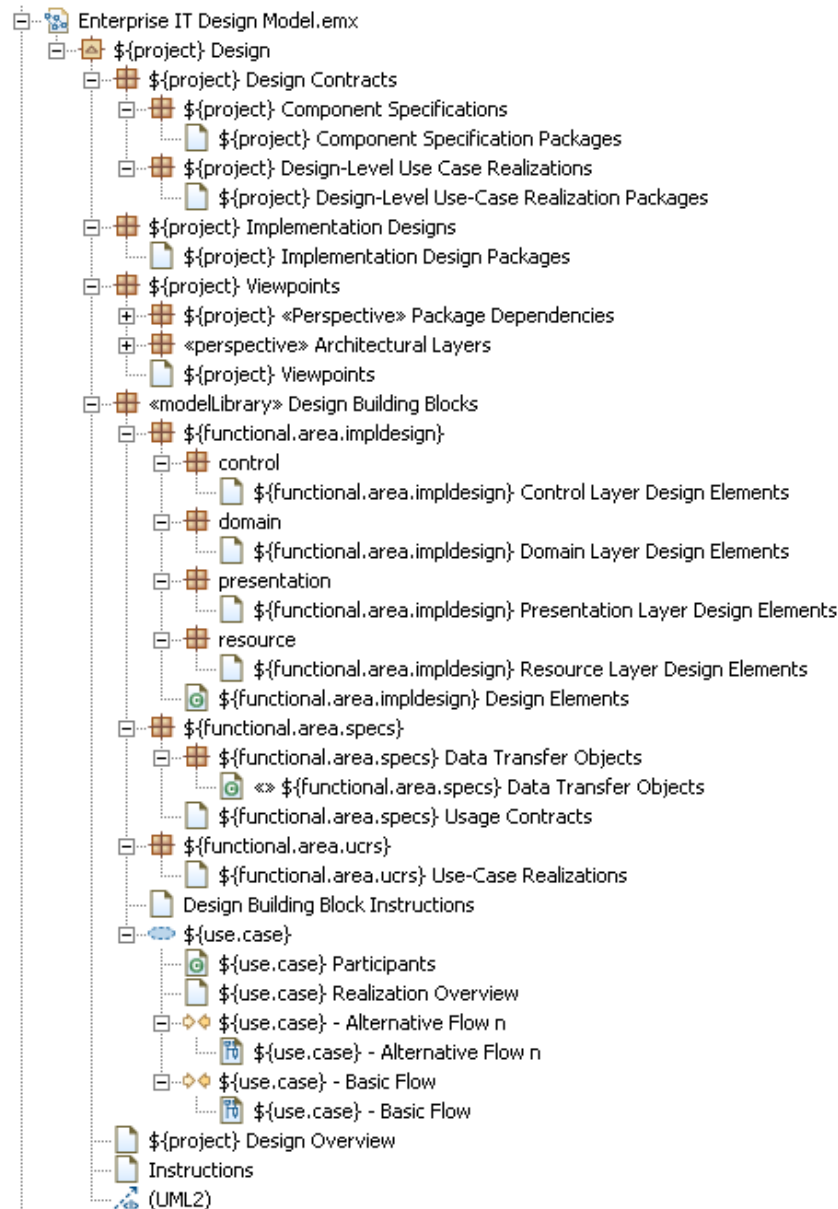 Enterprise IT Design Model.emx
${project} Design
${project} Design Contracts
${project} Component Specifications
${project} Component Specification Packages
${project} Design-Level Use Case Realizations
${project} Design-Level Use-Case Realization Packages
${project} Implementation Designs
${project} Implementation Design Packages
${project} Viewpoints
${project} «Perspective» Package Dependencies
«perspective» Architectural Layers
${project} Viewpoints
«modelLibrary» Design Building Blocks
${functional.area.impldesign}
control
${functional.area.impldesign} Control Layer Design Elements
domain
${functional.area.impldesign} Domain Layer Design Elements
presentation
${functional.area.impldesign} Presentation Layer Design Elements
resource
${functional.area.impldesign} Resource Layer Design Elements
${functional.area.impldesign} Design Elements
${functional.area.specs}
${functional.area.specs} Data Transfer Objects
«» ${functional.area.specs} Data Transfer Objects
${functional.area.specs} Usage Contracts
${functional.area.ucrs}
${functional.area.ucrs} Use-Case Realizations
Design Building Block Instructions
${use.case}
${use.case} Participants
${use.case} Realization Overview
${use.case} - Alternative Flow n
${use.case} - Alternative Flow n
${use.case} - Basic Flow
${use.case} - Basic Flow
${project} Design Overview
Instructions
(UML2)